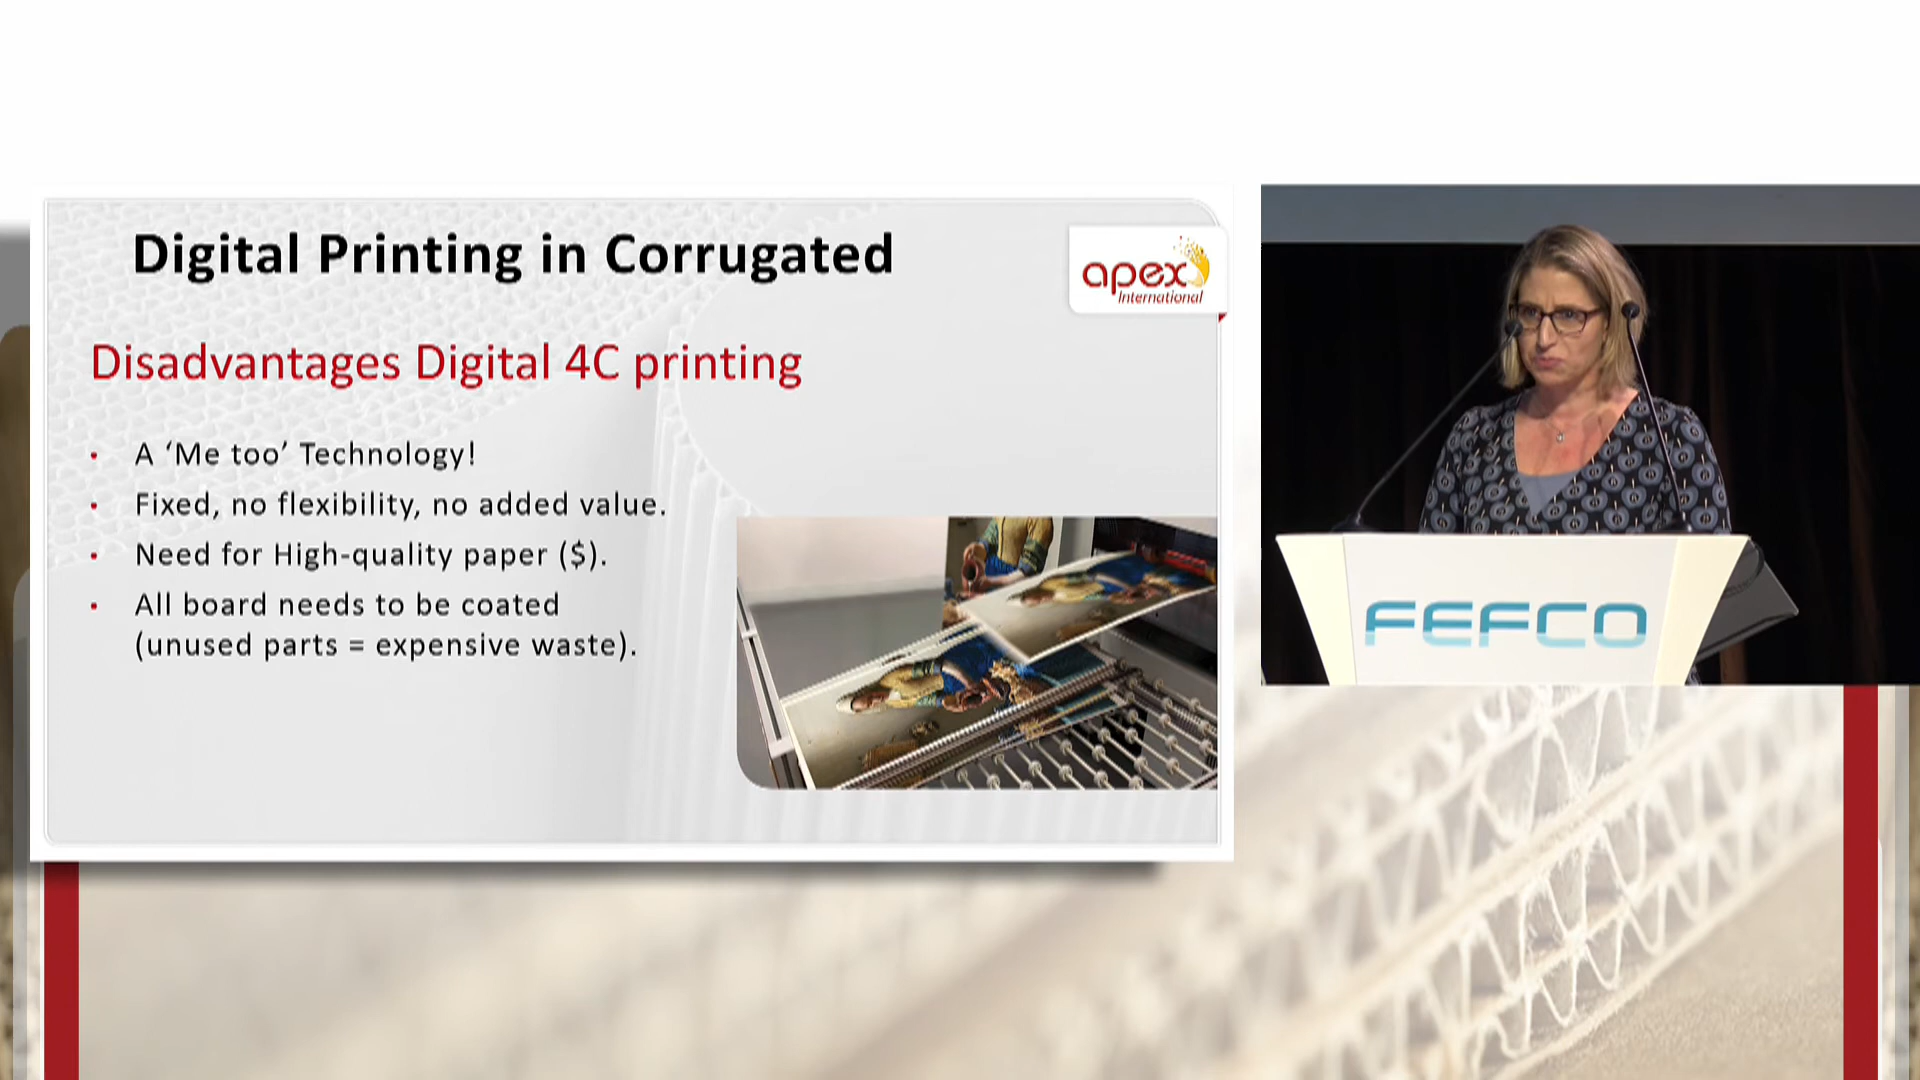 Digital Printing in Corrugated
apex
International
Disadvantages Digital 4C printing
• A ‘Me too’ Technology!
• Fixed, no flexibility, no added value.
• Need for High-quality paper ($).
• All board needs to be coated
(unused parts = expensive waste).
FEFCO